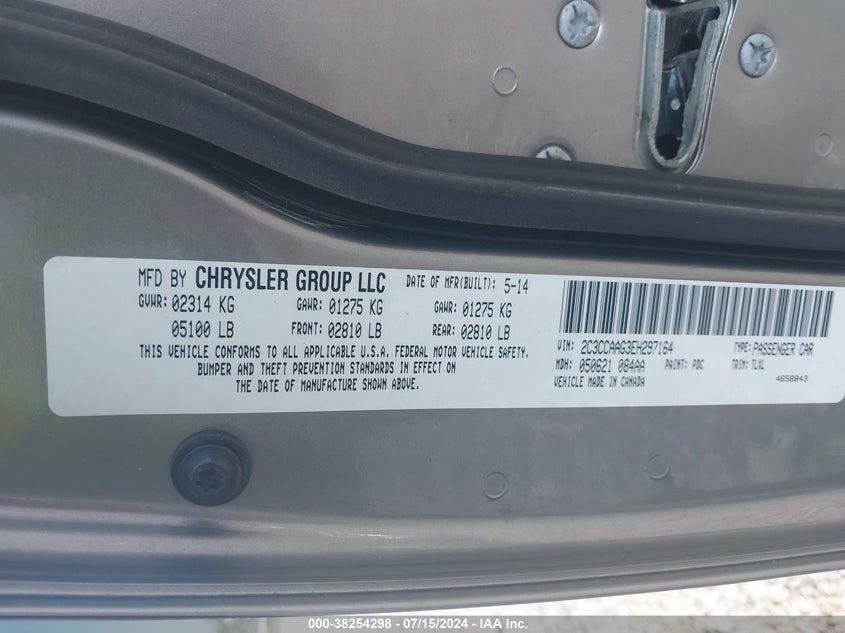 MFD BY CHRYSLER GROUP LLC DATE OF MFR(BUILT): 5-14
GVWR: 02314 KG GAWR: 01275 KG GAWR: 01275 KG
05100 LB FRONT: 02810 LB REAR: 02810 LB
THIS VEHICLE CONFORMS TO ALL APPLICABLE U.S.A. FEDERAL MOTOR VEHICLE SAFETY,
BUMPER AND THEFT PREVENTION STANDARDS IN EFFECT ON
THE DATE OF MANUFACTURE SHOWN ABOVE.
VIN: 2C3CCAAG3EH297164 TYPE: PASSENGER CAR
MDH: 050621 084AA PAINT: PDC TRIM: TLXL
VEHICLE MADE IN CANADA 4658843
000-38254298 - 07/15/2024 - © IAA Inc.